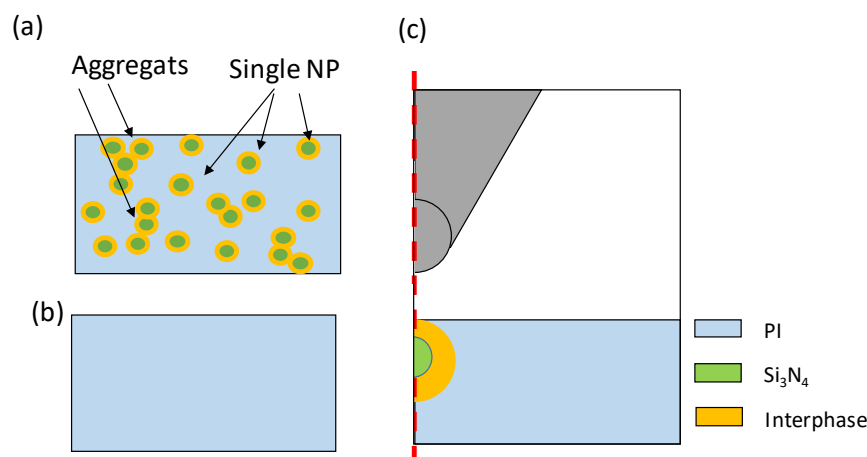 (a)
Aggregats
Single NP
(b)
(c)
PI
Si₃N₄
Interphase